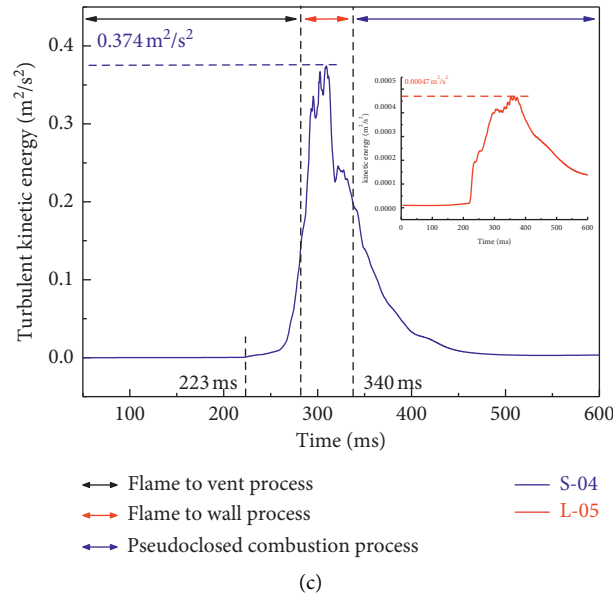 0.374 m²/s²
Turbulent kinetic energy (m²/s²)
0.4
0.3
0.2
0.1
0.0
0.00047 m²/s²
kinetic energy (m²/s²)
0.0005
0.0004
0.0003
0.0002
0.0001
0.0000
0 100 200 300 400 500 600
Time (ms)
223 ms
340 ms
100 200 300 400 500 600
Time (ms)
Flame to vent process
Flame to wall process
Pseudoclosed combustion process
S-04
L-05
(c)